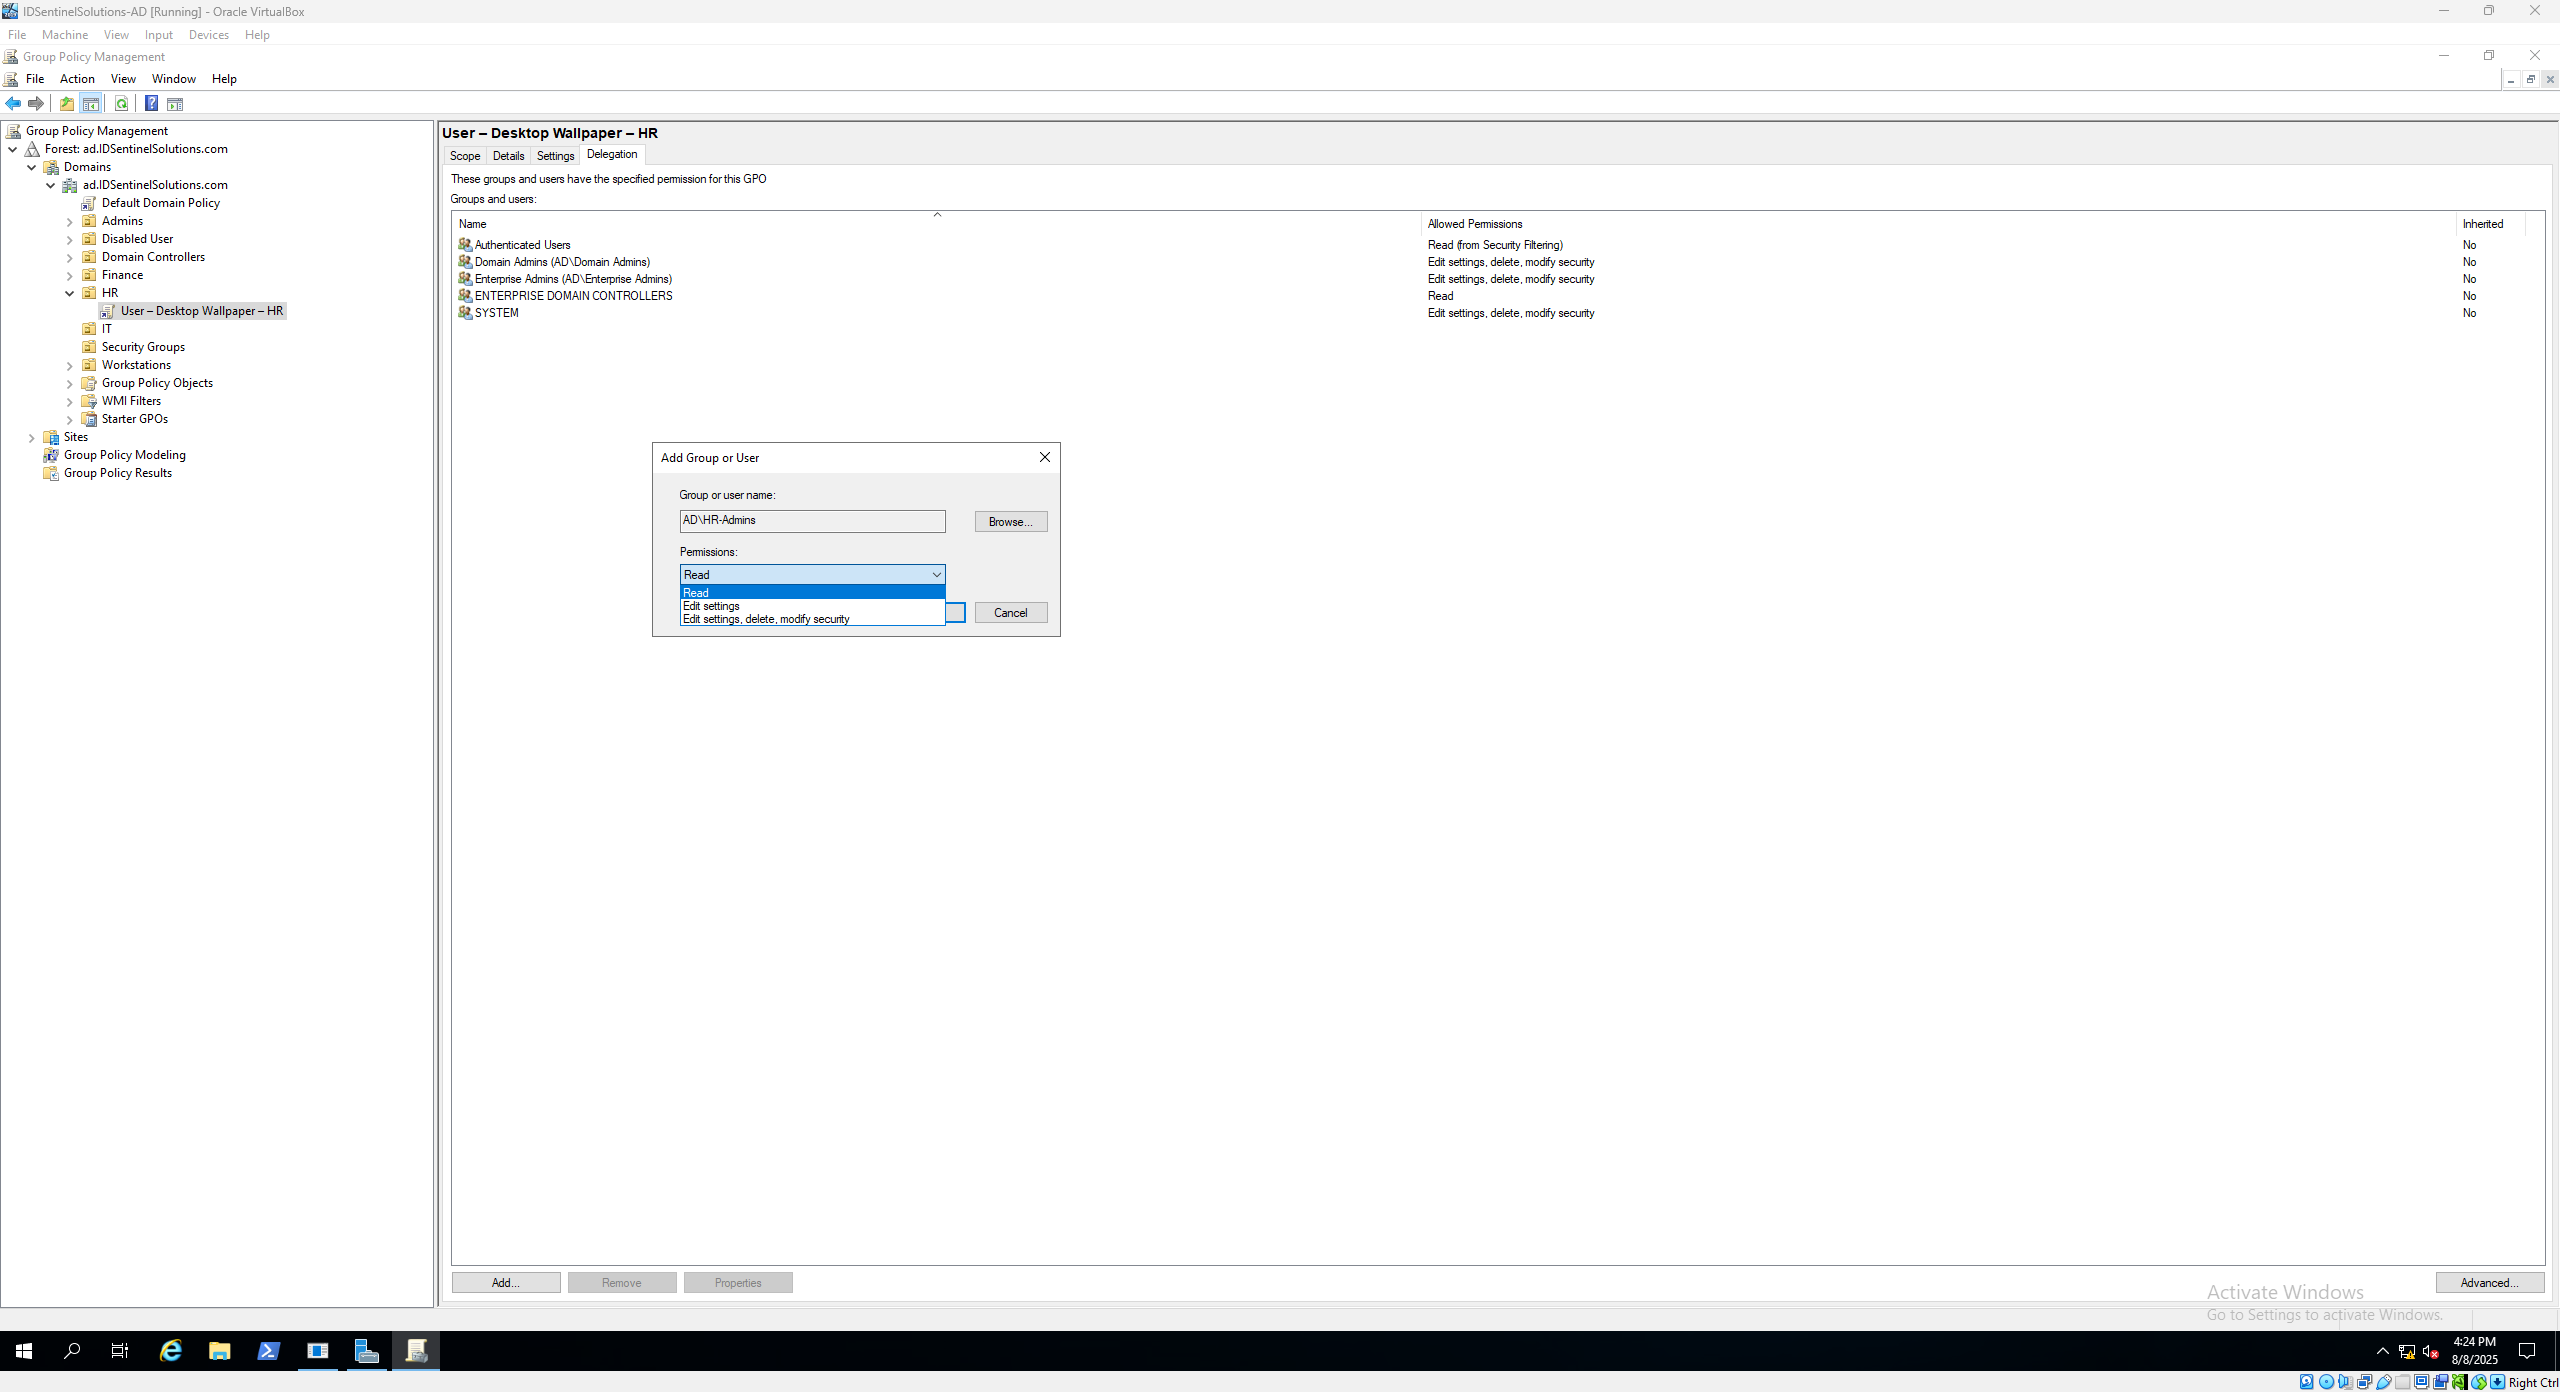 IDSentinelSolutions-AD [Running] - Oracle VirtualBox
File Machine View Input Devices Help
Group Policy Management
File Action View Window Help
Group Policy Management
Forest: ad.IDSentinelSolutions.com
Domains
ad.IDSentinelSolutions.com
Default Domain Policy
Admins
Disabled User
Domain Controllers
Finance
HR
User – Desktop Wallpaper – HR
IT
Security Groups
Workstations
Group Policy Objects
WMI Filters
Starter GPOs
Sites
Group Policy Modeling
Group Policy Results
User – Desktop Wallpaper – HR
Scope Details Settings Delegation
These groups and users have the specified permission for this GPO
Groups and users:
Name Allowed Permissions Inherited
Authenticated Users Read (from Security Filtering) No
Domain Admins (AD\Domain Admins) Edit settings, delete, modify security No
Enterprise Admins (AD\Enterprise Admins) Edit settings, delete, modify security No
ENTERPRISE DOMAIN CONTROLLERS Read No
SYSTEM Edit settings, delete, modify security No
Add Group or User
Group or user name:
AD\HR-Admins Browse...
Permissions:
Read
Read
Edit settings
Edit settings, delete, modify security
Cancel
Add... Remove Properties Advanced...
Activate Windows
Go to Settings to activate Windows.
4:24 PM
8/8/2025
Right Ctrl